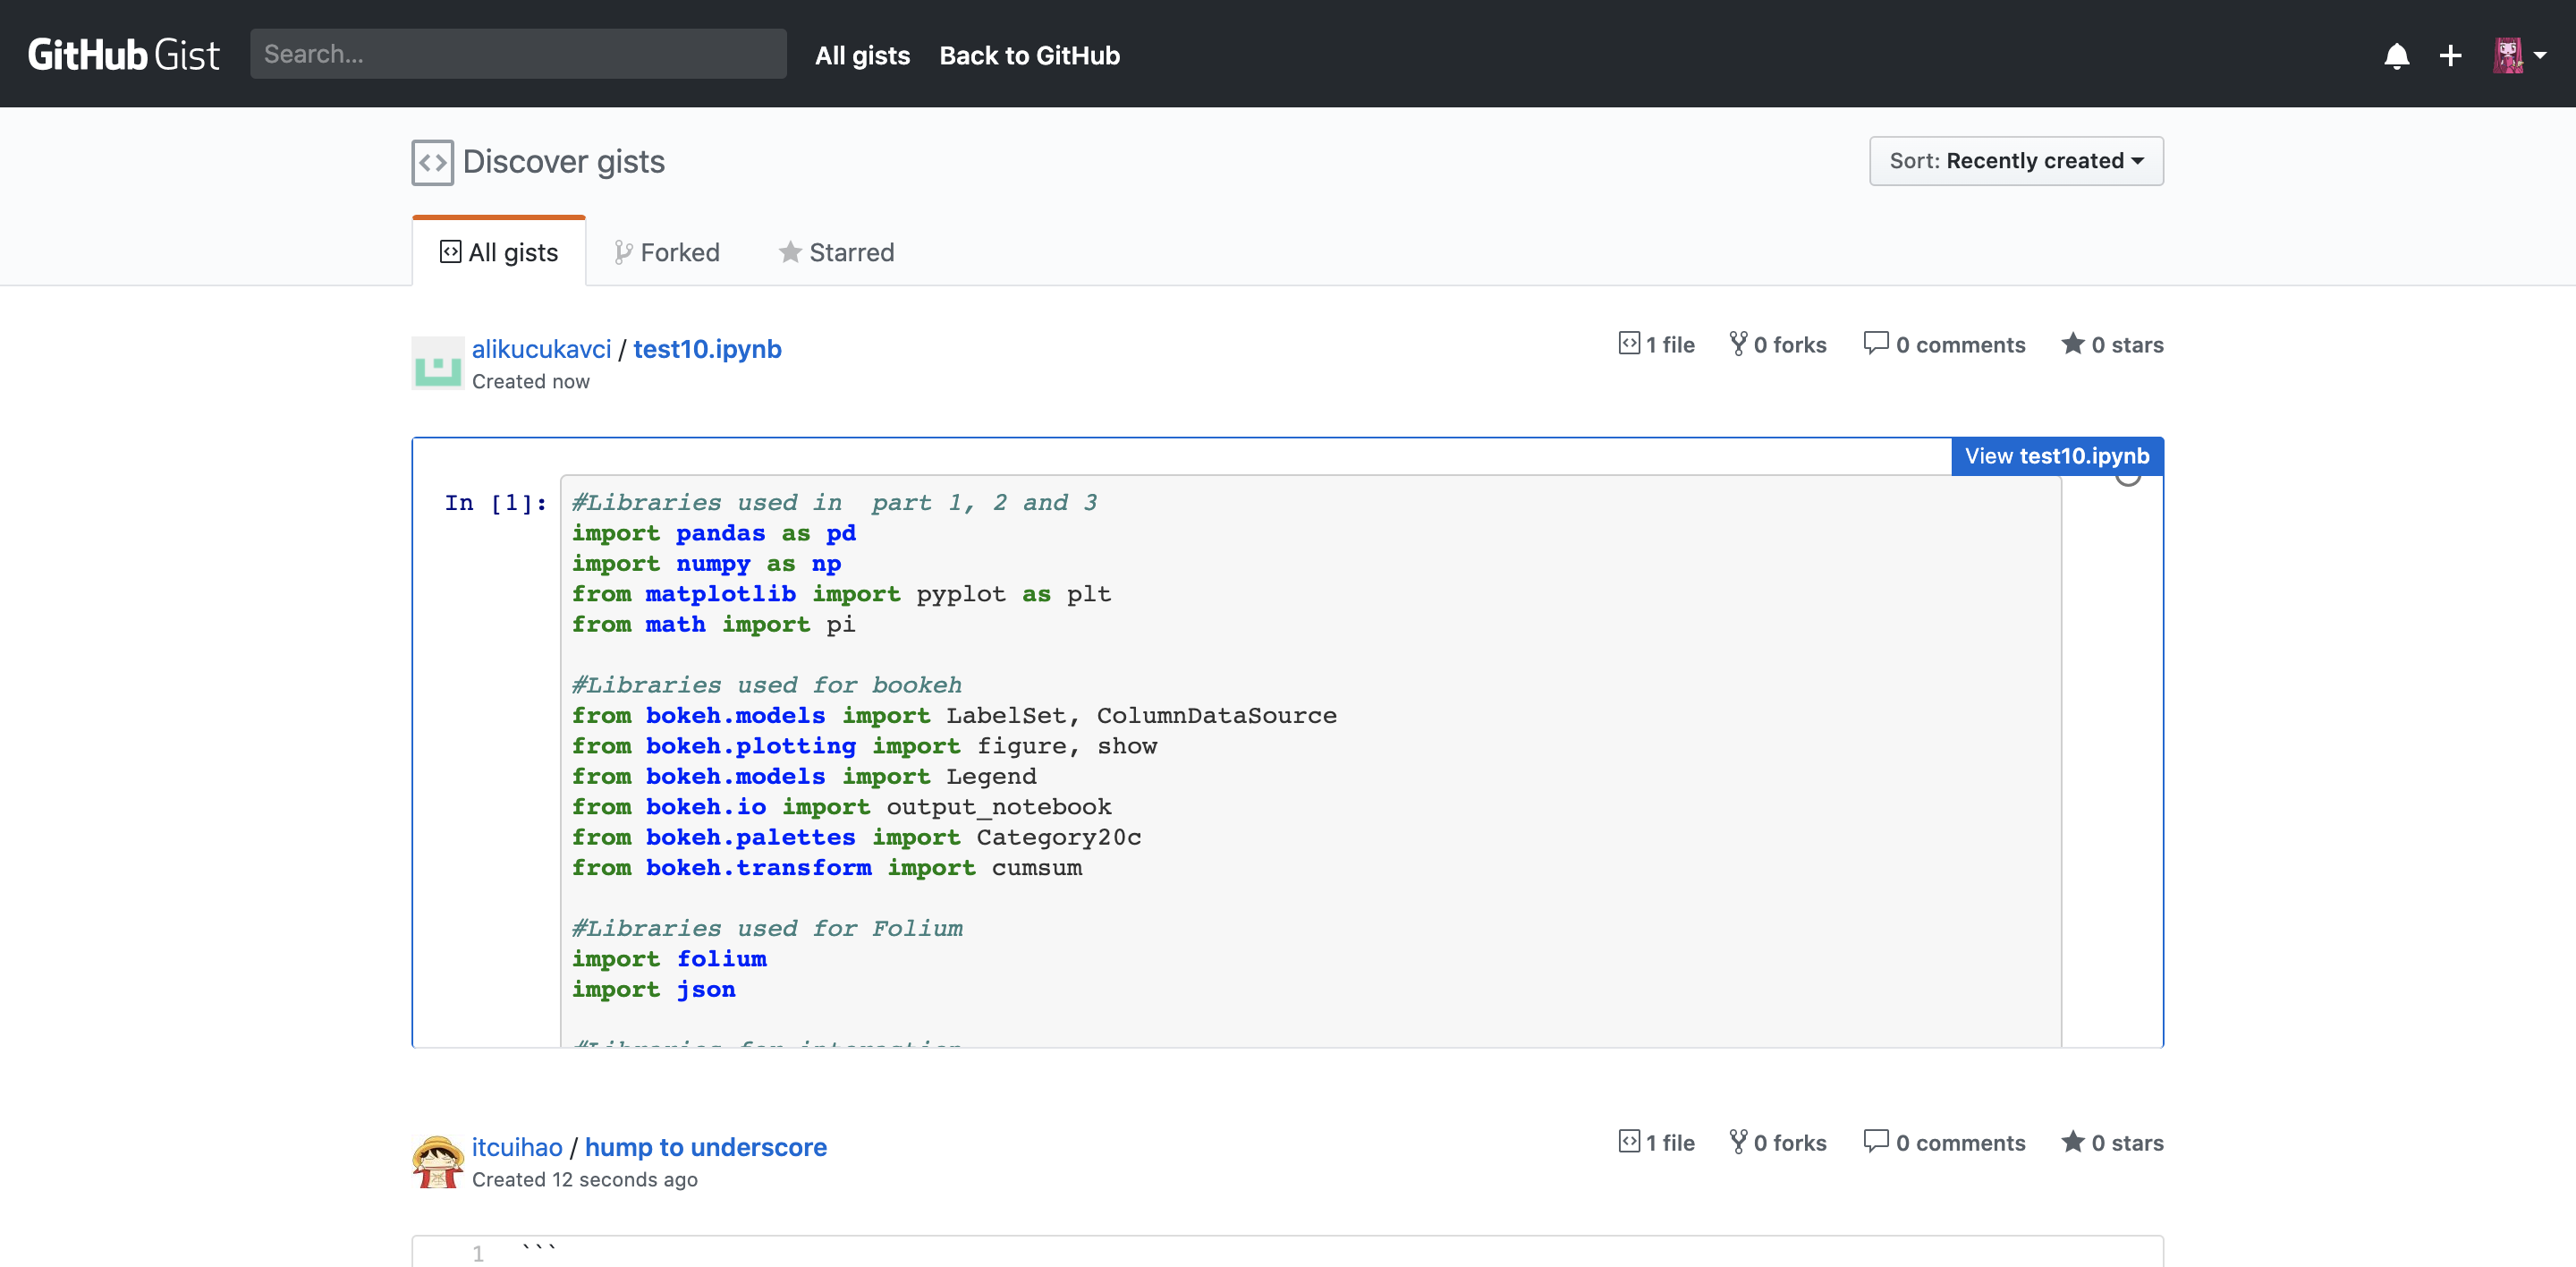 GitHub Gist Search... All gists Back to GitHub
Discover gists
Sort: Recently created
All gists Forked Starred
alikucukavci / test10.ipynb
Created now
1 file 0 forks 0 comments 0 stars
View test10.ipynb
In [1]:
#Libraries used in  part 1, 2 and 3
import pandas as pd
import numpy as np
from matplotlib import pyplot as plt
from math import pi
#Libraries used for bookeh
from bokeh.models import LabelSet, ColumnDataSource
from bokeh.plotting import figure, show
from bokeh.models import Legend
from bokeh.io import output_notebook
from bokeh.palettes import Category20c
from bokeh.transform import cumsum
#Libraries used for Folium
import folium
import json
#Libraries for interaction
itcuihao / hump to underscore
Created 12 seconds ago
1 file 0 forks 0 comments 0 stars
1 ```